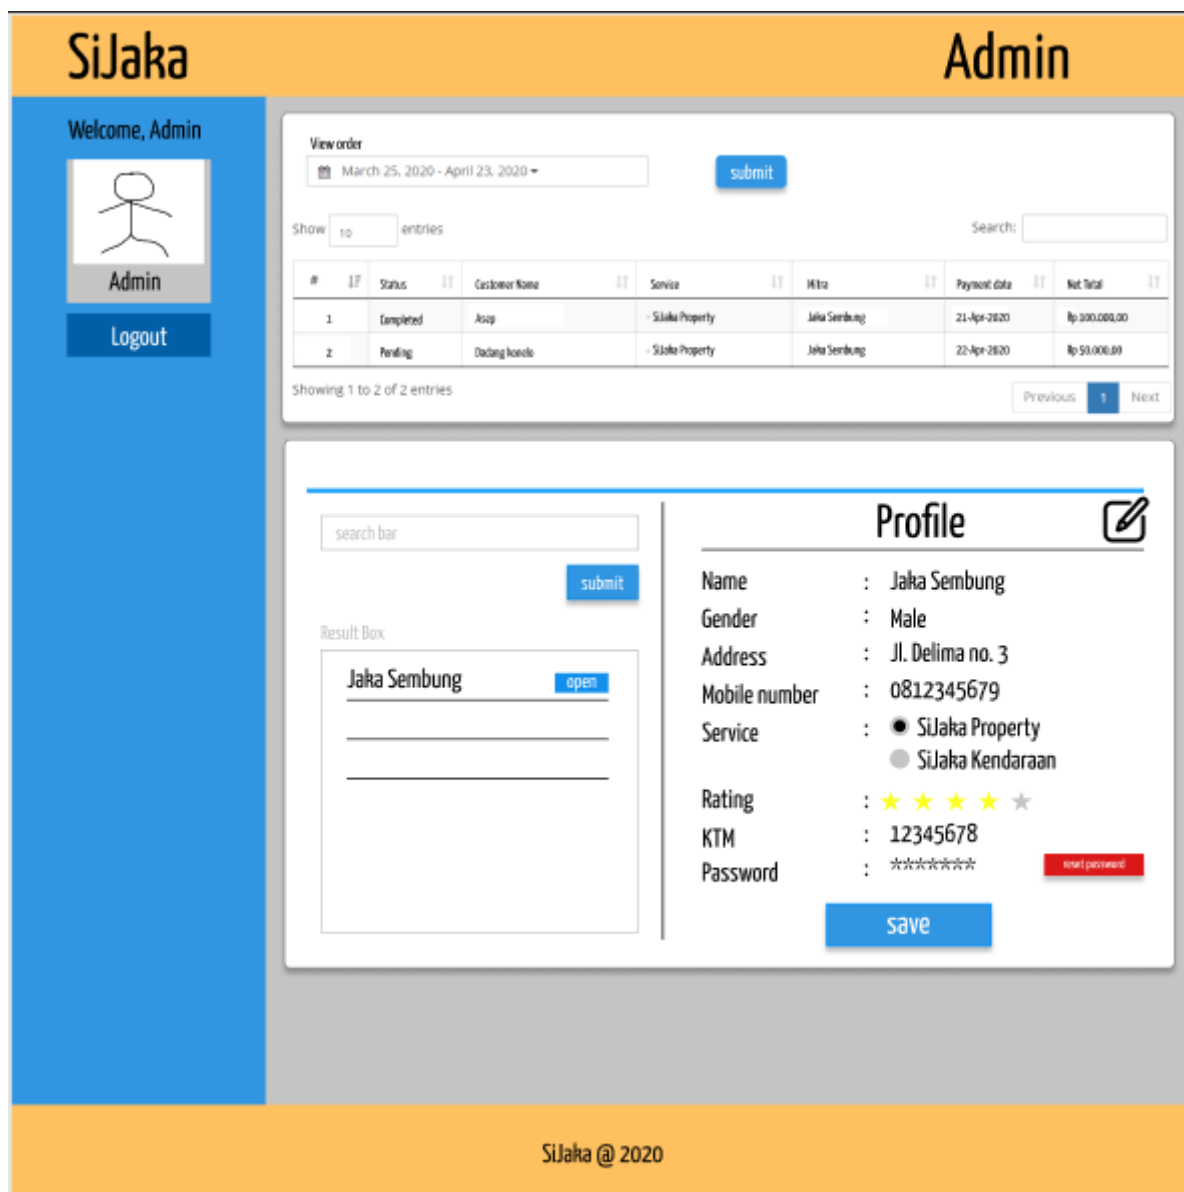 SiJaka Admin
Welcome, Admin
Admin
Logout
View order
March 25, 2020 - April 23, 2020
submit
Show 10 entries Search:
# Status Customer Name Service Mitra Payment date Net Total
1 Completed Asep - SiJaka Property Jaka Sembung 21-Apr-2020 Rp 100.000,00
2 Pending Dadang - SiJaka Property Jaka Sembung 22-Apr-2020 Rp 50.000,00
Showing 1 to 2 of 2 entries
Previous 1 Next
search bar
submit
Result Box
Jaka Sembung open
Profile
Name : Jaka Sembung
Gender : Male
Address : Jl. Delima no. 3
Mobile number : 0812345679
Service : SiJaka Property
SiJaka Kendaraan
Rating :
KTM : 12345678
Password : *******
reset password
save
SiJaka @ 2020